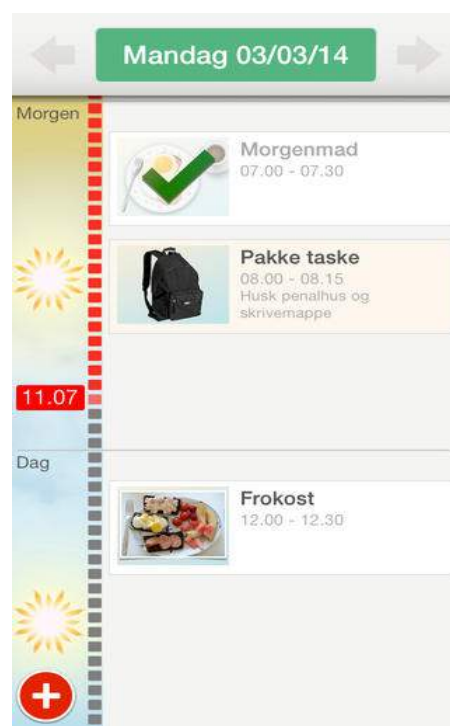 Mandag 03/03/14
Morgen
Morgenmad
07.00 - 07.30
Pakke taske
08.00 - 08.15
Husk penalhus og
skrivemappe
11.07
Dag
Frokost
12.00 - 12.30